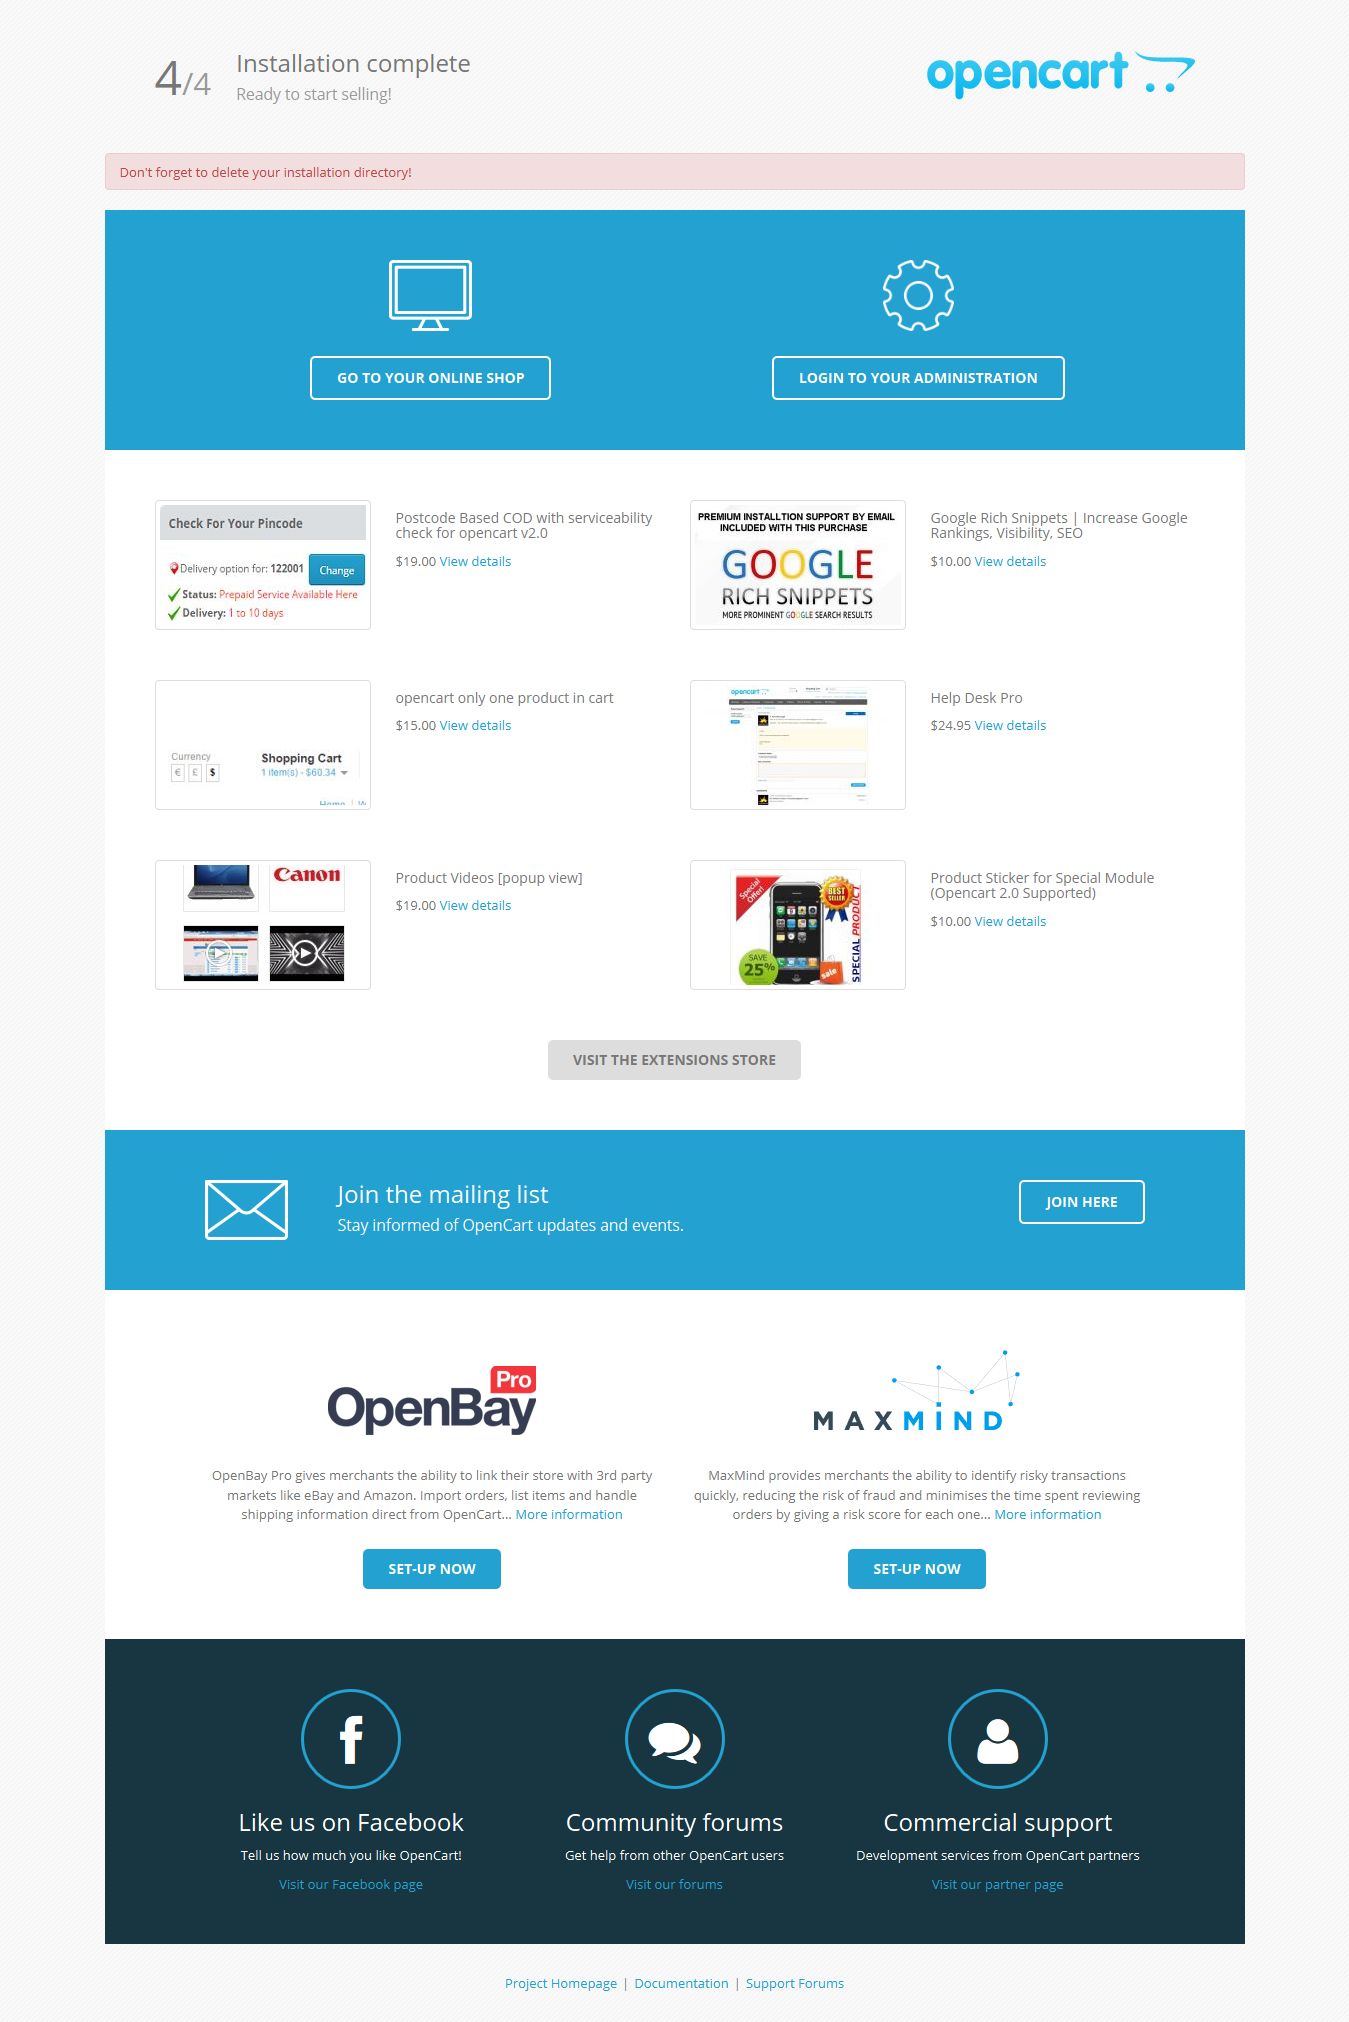 4/4
Installation complete
Ready to start selling!
opencart
Don't forget to delete your installation directory!
GO TO YOUR ONLINE SHOP
LOGIN TO YOUR ADMINISTRATION
Check For Your Pincode
Delivery option for: 122001 Change
Status: Prepaid Service Available Here
Delivery: 1 to 10 days
Postcode Based COD with serviceability
check for opencart v2.0
$19.00 View details
PREMIUM INSTALLTION SUPPORT BY EMAIL
INCLUDED WITH THIS PURCHASE
GOOGLE
RICH SNIPPETS
MORE PROMINENT GOOGLE SEARCH RESULTS
Google Rich Snippets | Increase Google
Rankings, Visibility, SEO
$10.00 View details
Currency
€ £ $
Shopping Cart
1 item(s) - $60.34
opencart only one product in cart
$15.00 View details
opencart
Help Desk Pro
$24.95 View details
Canon
Product Videos [popup view]
$19.00 View details
Special
Offer!
BEST
SELLER
SAVE
25%
sale
SPECIAL PRODUCT
Product Sticker for Special Module
(Opencart 2.0 Supported)
$10.00 View details
VISIT THE EXTENSIONS STORE
Join the mailing list
Stay informed of OpenCart updates and events.
JOIN HERE
OpenBay Pro
OpenBay Pro gives merchants the ability to link their store with 3rd party
markets like eBay and Amazon. Import orders, list items and handle
shipping information direct from OpenCart... More information
SET-UP NOW
MAXMIND
MaxMind provides merchants the ability to identify risky transactions
quickly, reducing the risk of fraud and minimises the time spent reviewing
orders by giving a risk score for each one... More information
SET-UP NOW
Like us on Facebook
Tell us how much you like OpenCart!
Visit our Facebook page
Community forums
Get help from other OpenCart users
Visit our forums
Commercial support
Development services from OpenCart partners
Visit our partner page
Project Homepage | Documentation | Support Forums